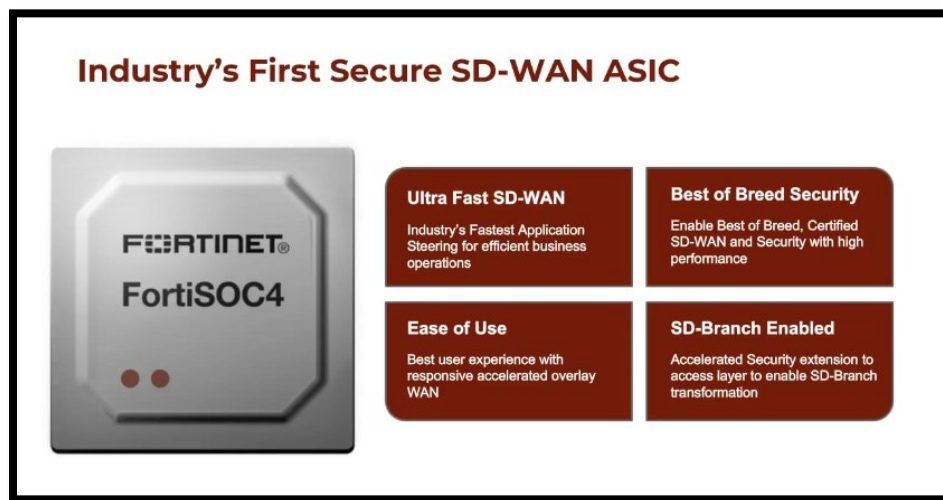 Industry's First Secure SD-WAN ASIC
FORTINET®
FortiSOC4
Ultra Fast SD-WAN
Industry's Fastest Application
Steering for efficient business
operations
Best of Breed Security
Enable Best of Breed, Certified
SD-WAN and Security with high
performance
Ease of Use
Best user experience with
responsive accelerated overlay
WAN
SD-Branch Enabled
Accelerated Security extension to
access layer to enable SD-Branch
transformation